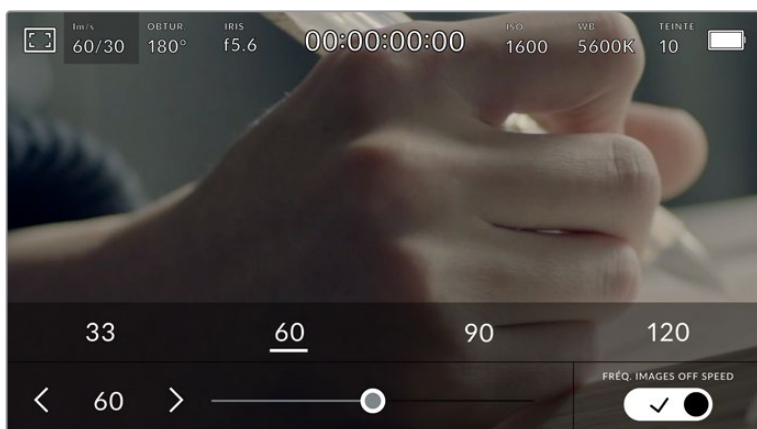 Im/s OBTUR. IRIS ISO WB TEINTE
60/30 180° f5.6 00:00:00:00 1600 5600K 10
33 60 90 120
FRÉQ. IMAGES OFF SPEED
60